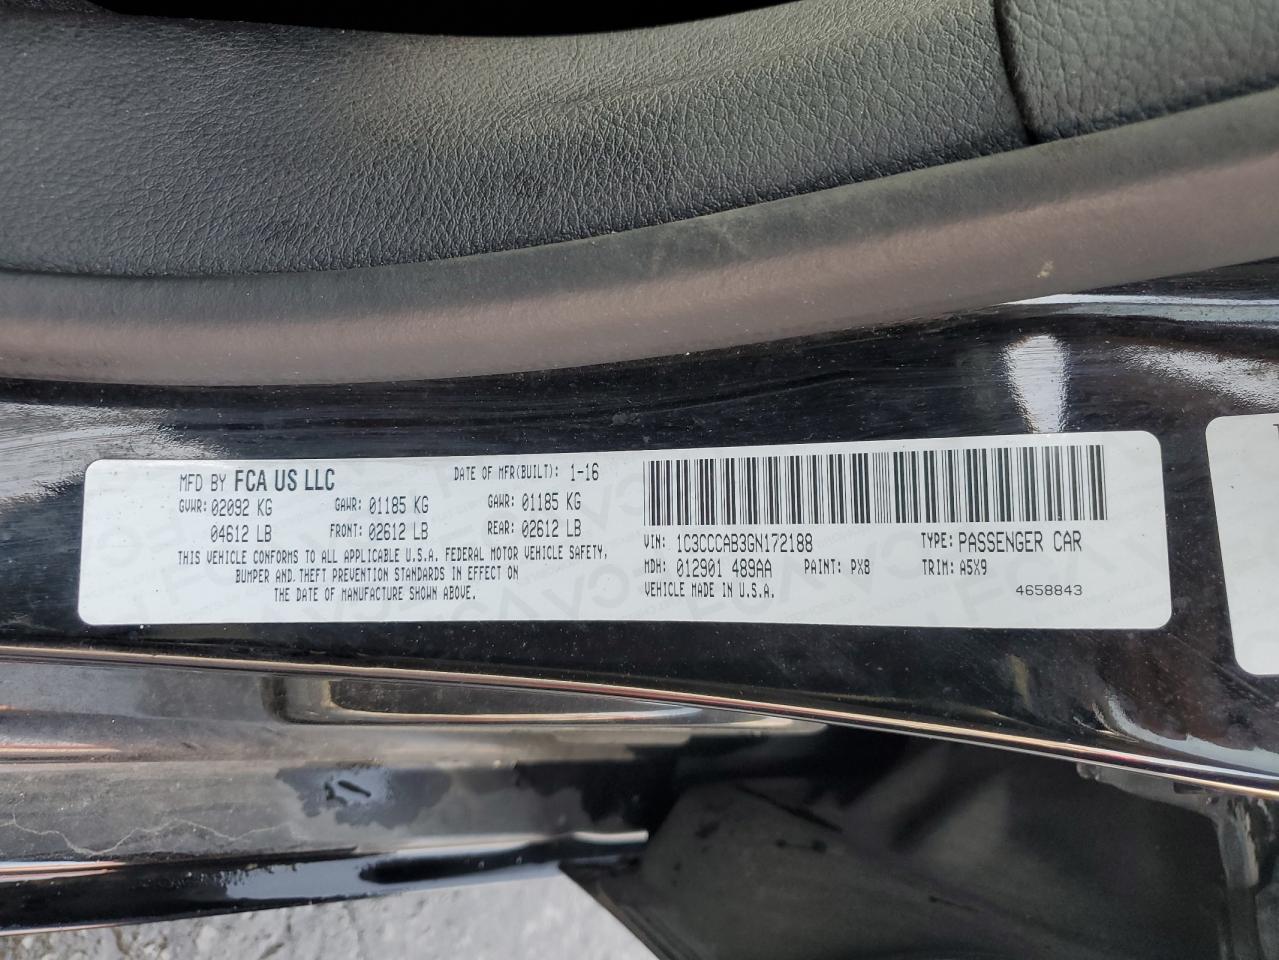 MFD BY FCA US LLC DATE OF MFR(BUILT): 1-16
GVWR: 02092 KG GAWR: 01185 KG GAWR: 01185 KG
04612 LB FRONT: 02612 LB REAR: 02612 LB
THIS VEHICLE CONFORMS TO ALL APPLICABLE U.S.A. FEDERAL MOTOR VEHICLE SAFETY,
BUMPER AND, THEFT PREVENTION STANDARDS IN EFFECT ON
THE DATE OF MANUFACTURE SHOWN ABOVE.
VIN: 1C3CCCAB3GN172188 TYPE: PASSENGER CAR
MDH: 012901 489AA PAINT: PX8 TRIM: A5X9
VEHICLE MADE IN U.S.A. 4658843